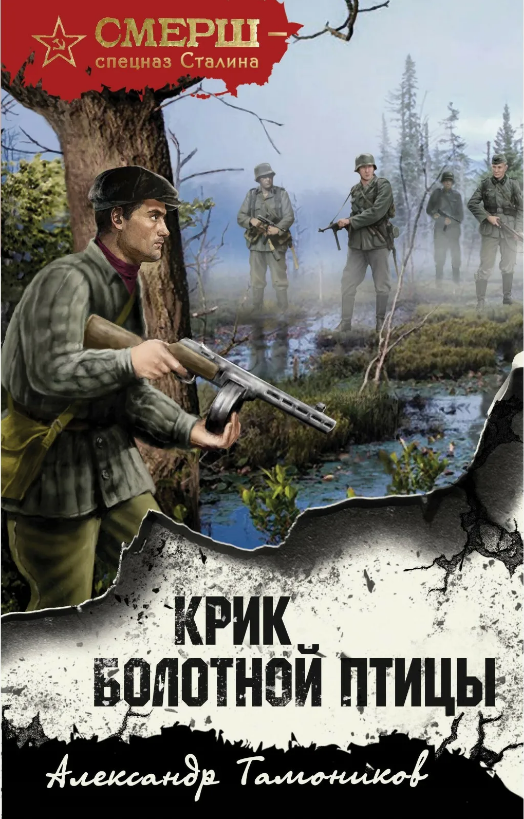 СМЕРШ –
спецназ Сталина
КРИК
БОЛОТНОЙ ПТИЦЫ
Александр Тамоников